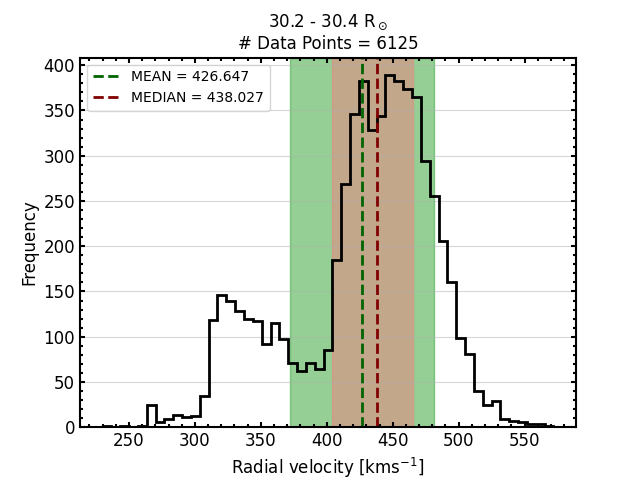 30.2 - 30.4 R⊙
# Data Points = 6125
MEAN = 426.647
MEDIAN = 438.027
Frequency
400
350
300
250
200
150
100
50
0
250 300 350 400 450 500 550
Radial velocity [kms⁻¹]